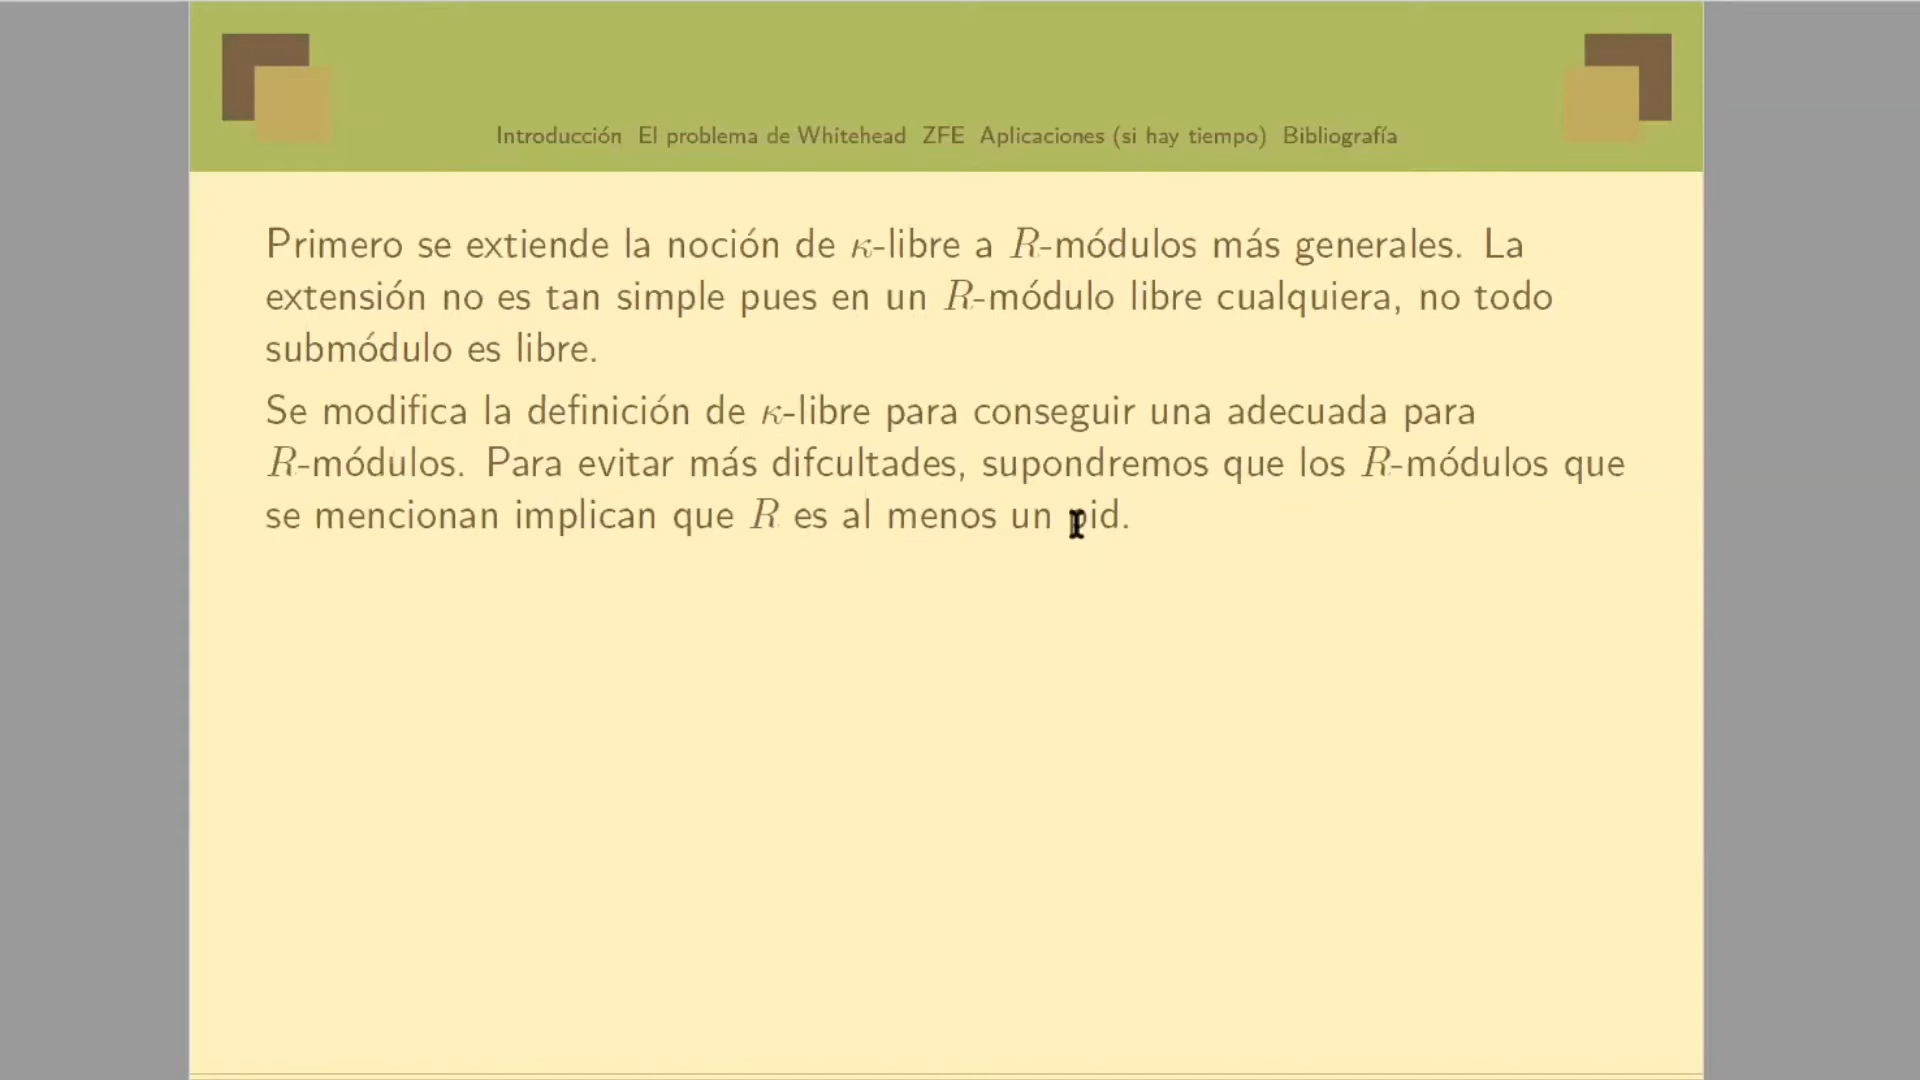 Introducción El problema de Whitehead ZFE Aplicaciones (si hay tiempo) Bibliografía
Primero se extiende la noción de κ-libre a R-módulos más generales. La
extensión no es tan simple pues en un R-módulo libre cualquiera, no todo
submódulo es libre.
Se modifica la definición de κ-libre para conseguir una adecuada para
R-módulos. Para evitar más difcultades, supondremos que los R-módulos que
se mencionan implican que R es al menos un pid.